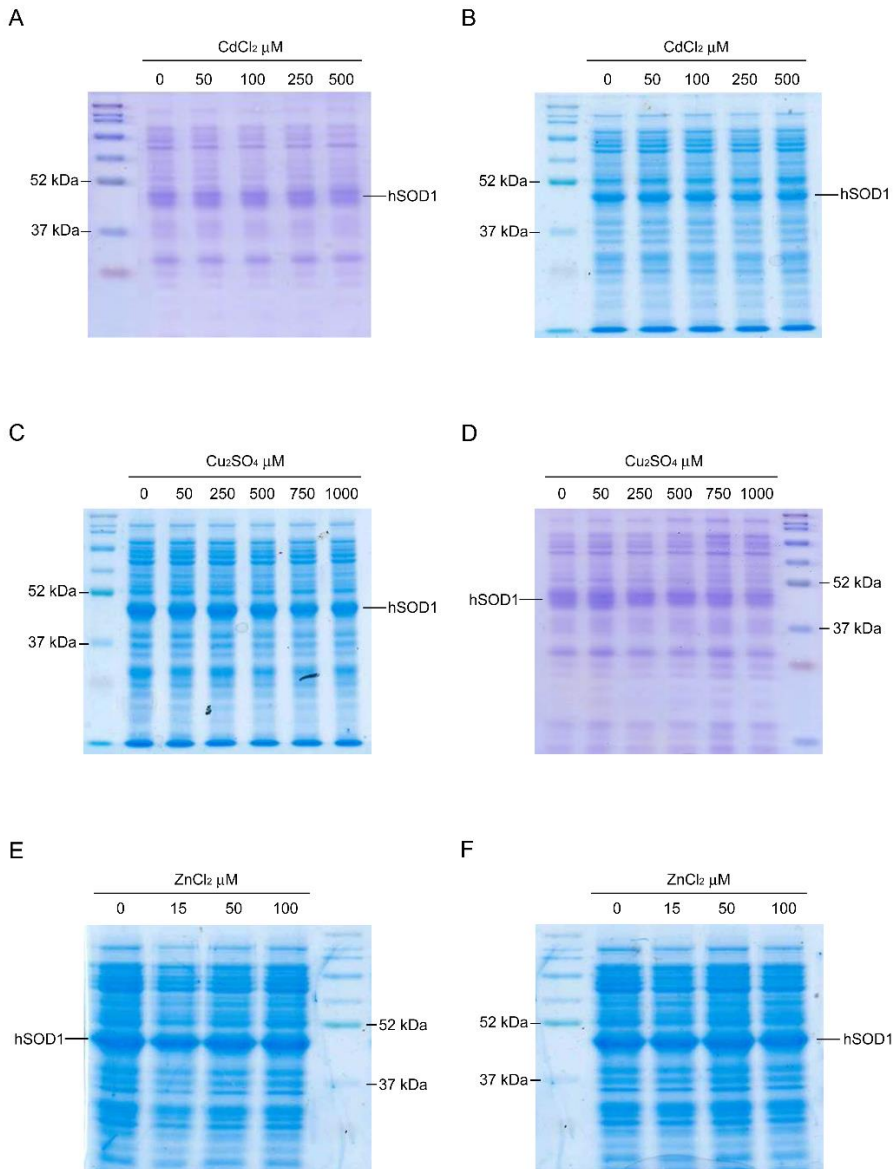 A
CdCl₂ µM
0 50 100 250 500
52 kDa
hSOD1
37 kDa
B
CdCl₂ µM
0 50 100 250 500
52 kDa
hSOD1
37 kDa
C
Cu₂SO₄ µM
0 50 250 500 750 1000
52 kDa
hSOD1
37 kDa
D
Cu₂SO₄ µM
0 50 250 500 750 1000
52 kDa
hSOD1
37 kDa
E
ZnCl₂ µM
0 15 50 100
52 kDa
hSOD1
37 kDa
F
ZnCl₂ µM
0 15 50 100
52 kDa
hSOD1
37 kDa